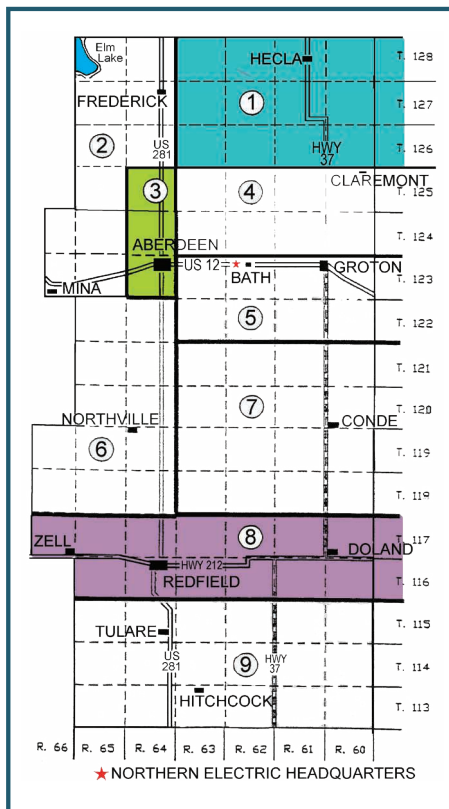 Elm
Lake
HECLA
T. 128
FREDERICK
1
T. 127
2
US
281
HWY
37
T. 126
3
4
CLAREMONT
T. 125
ABERDEEN
T. 124
US 12
BATH
GROTON
T. 123
MINA
5
T. 122
T. 121
7
T. 120
NORTHVILLE
CONDE
6
T. 119
T. 118
ZELL
8
DOLAND
T. 117
HWY 212
REDFIELD
T. 116
TULARE
T. 115
US
281
9
HWY
37
T. 114
HITCHCOCK
T. 113
R. 66 R. 65 R. 64 R. 63 R. 62 R. 61 R. 60
★ NORTHERN ELECTRIC HEADQUARTERS